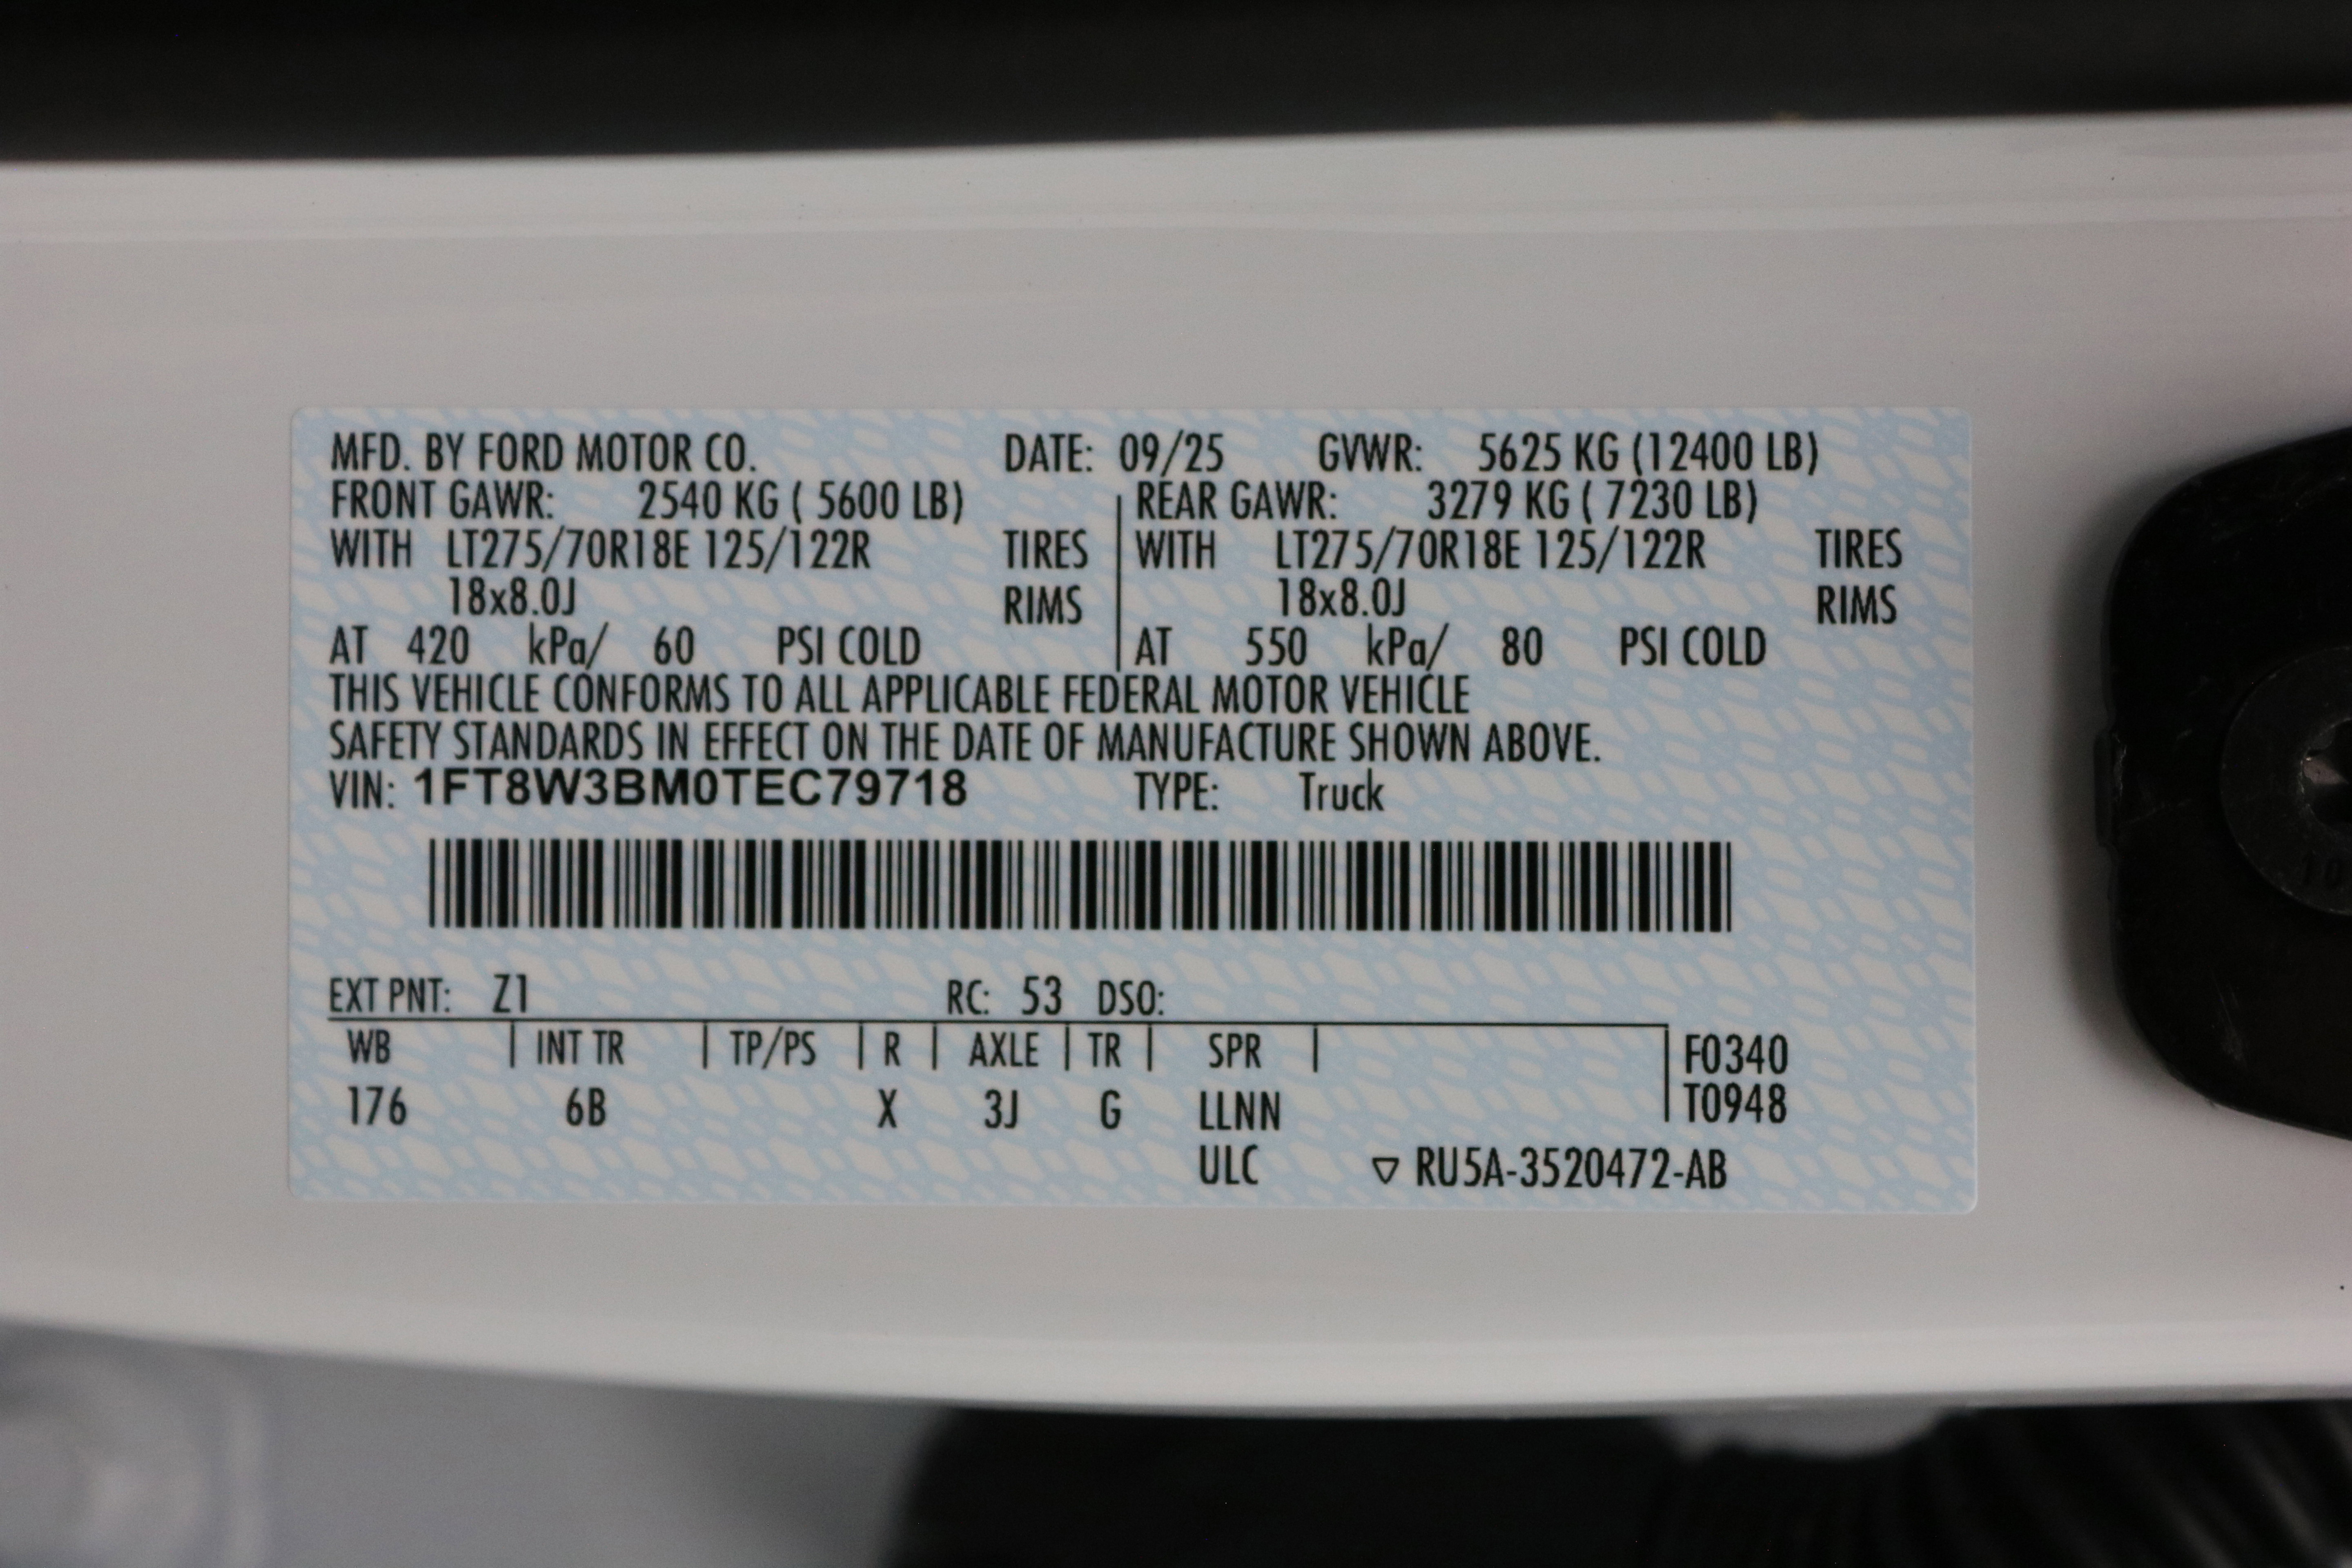 MFD. BY FORD MOTOR CO. DATE: 09/25 GVWR: 5625 KG (12400 LB)
FRONT GAWR: 2540 KG ( 5600 LB) REAR GAWR: 3279 KG ( 7230 LB)
WITH LT275/70R18E 125/122R TIRES WITH LT275/70R18E 125/122R TIRES
18x8.0J RIMS 18x8.0J RIMS
AT 420 kPa/ 60 PSI COLD AT 550 kPa/ 80 PSI COLD
THIS VEHICLE CONFORMS TO ALL APPLICABLE FEDERAL MOTOR VEHICLE
SAFETY STANDARDS IN EFFECT ON THE DATE OF MANUFACTURE SHOWN ABOVE.
VIN: 1FT8W3BM0TEC79718 TYPE: Truck
EXT PNT: Z1 RC: 53 DSO:
WB INT TR TP/PS R AXLE TR SPR F0340
176 6B X 3J G LLNN T0948
ULC ▽ RU5A-3520472-AB